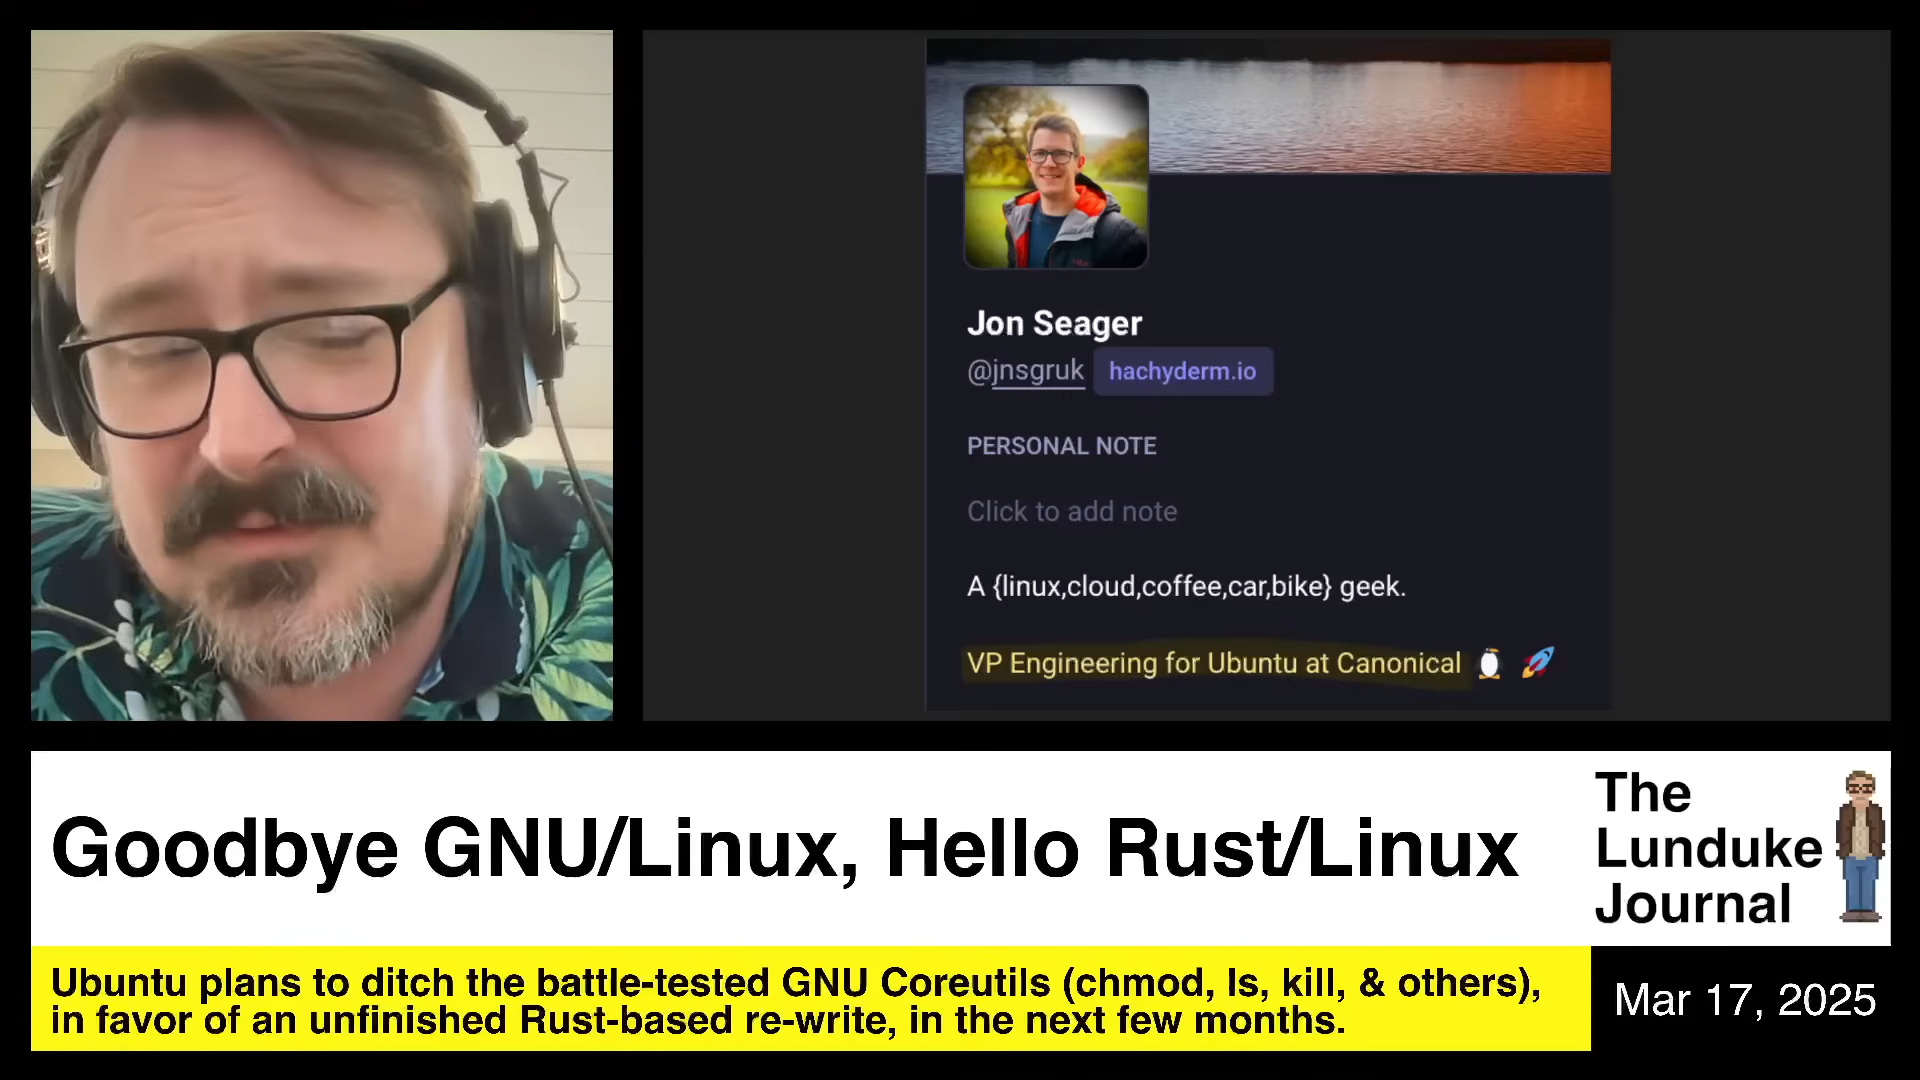 Jon Seager
@jnsgruk hachyderm.io
PERSONAL NOTE
Click to add note
A {linux,cloud,coffee,car,bike} geek.
VP Engineering for Ubuntu at Canonical
Goodbye GNU/Linux, Hello Rust/Linux
The
Lunduke
Journal
Ubuntu plans to ditch the battle-tested GNU Coreutils (chmod, ls, kill, & others),
in favor of an unfinished Rust-based re-write, in the next few months.
Mar 17, 2025